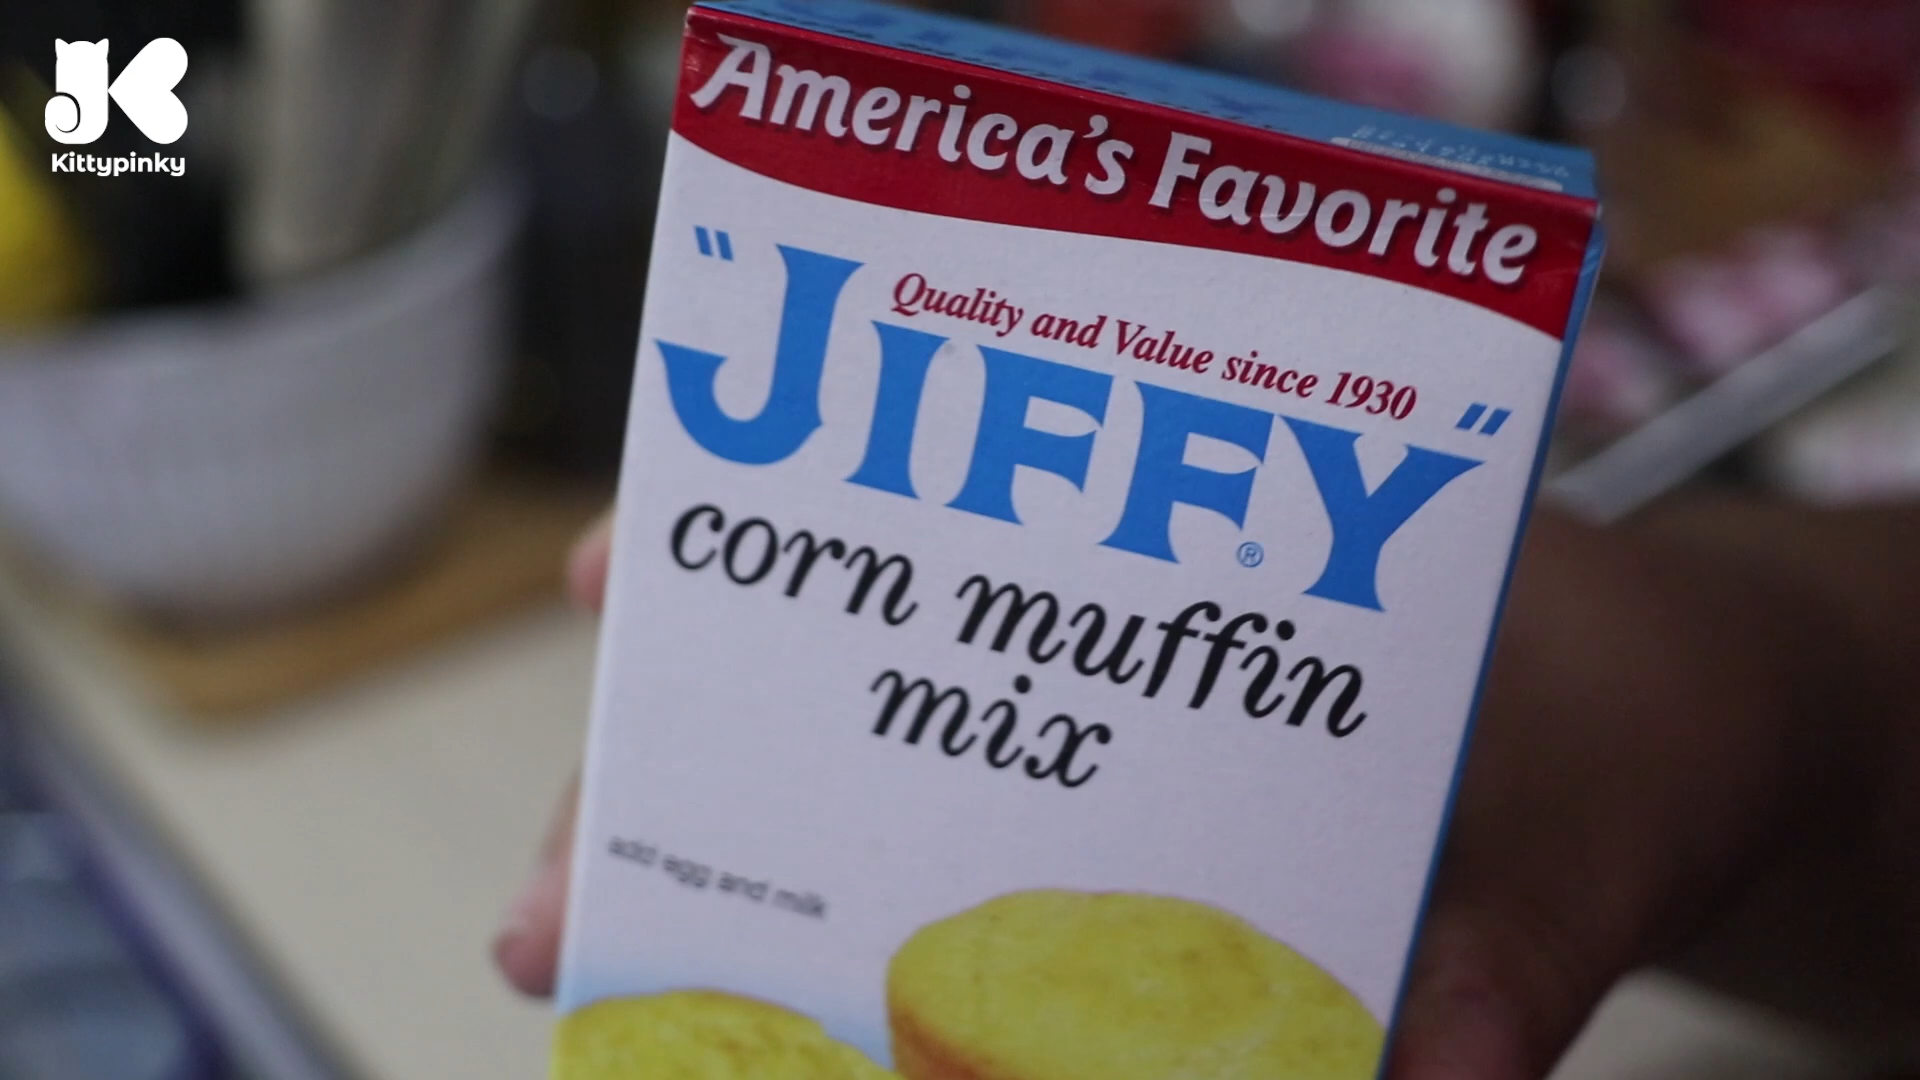 Kittypinky
America's Favorite
Quality and Value since 1930
"JIFFY"®
corn muffin
mix
add egg and milk